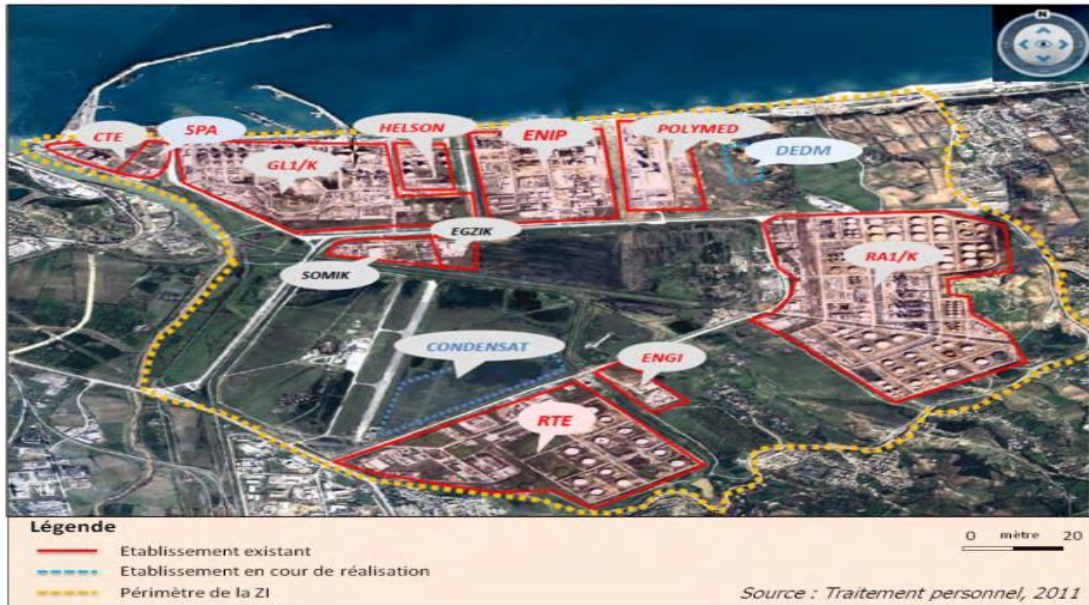 N
CTE
SPA
GL1/K
HELSON
ENIP
POLYMED
DEDM
EGZIK
SOMIK
RA1/K
CONDENSAT
ENGI
RTE
Légende
Etablissement existant
Etablissement en cour de réalisation
Périmètre de la ZI
0 mètre 20
Source : Traitement personnel, 2011